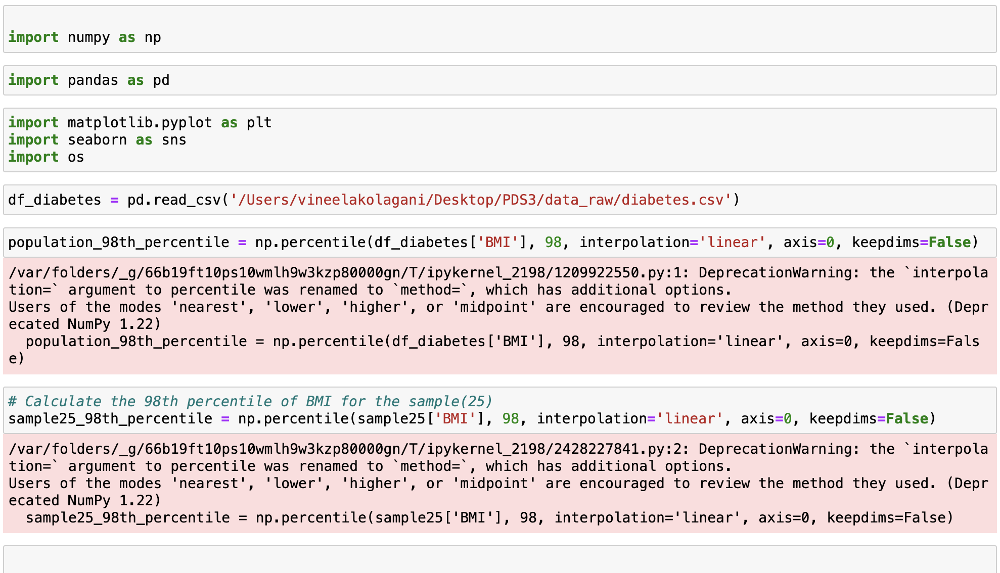 import numpy as np
import pandas as pd
import matplotlib.pyplot as plt
import seaborn as sns
import os
df_diabetes = pd.read_csv('/Users/vineelakolagani/Desktop/PDS3/data_raw/diabetes.csv')
population_98th_percentile = np.percentile(df_diabetes['BMI'], 98, interpolation='linear', axis=0, keepdims=False)
/var/folders/_g/66b19ft10ps10wmlh9w3kzp80000gn/T/ipykernel_2198/1209922550.py:1: DeprecationWarning: the `interpola
tion=` argument to percentile was renamed to `method=`, which has additional options.
Users of the modes 'nearest', 'lower', 'higher', or 'midpoint' are encouraged to review the method they used. (Depr
ecated NumPy 1.22)
  population_98th_percentile = np.percentile(df_diabetes['BMI'], 98, interpolation='linear', axis=0, keepdims=Fals
e)
# Calculate the 98th percentile of BMI for the sample(25)
sample25_98th_percentile = np.percentile(sample25['BMI'], 98, interpolation='linear', axis=0, keepdims=False)
/var/folders/_g/66b19ft10ps10wmlh9w3kzp80000gn/T/ipykernel_2198/2428227841.py:2: DeprecationWarning: the `interpola
tion=` argument to percentile was renamed to `method=`, which has additional options.
Users of the modes 'nearest', 'lower', 'higher', or 'midpoint' are encouraged to review the method they used. (Depr
ecated NumPy 1.22)
  sample25_98th_percentile = np.percentile(sample25['BMI'], 98, interpolation='linear', axis=0, keepdims=False)